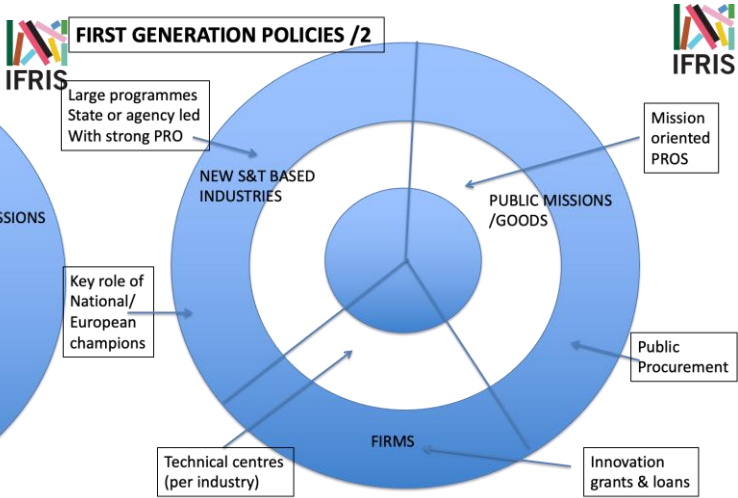 FIRST GENERATION POLICIES /2
IFRIS
IFRIS
Large programmes
State or agency led
With strong PRO
Mission
oriented
PROS
NEW S&T BASED
INDUSTRIES
PUBLIC MISSIONS
/GOODS
SSIONS
Key role of
National/
European
champions
Public
Procurement
FIRMS
Technical centres
(per industry)
Innovation
grants & loans